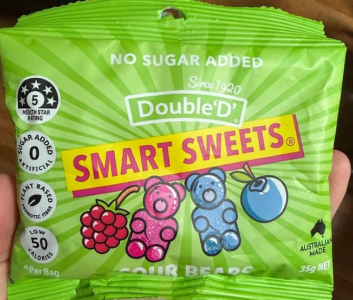 NO SUGAR ADDED
Since 1920
Double 'D'
SMART SWEETS®
5
HEALTH STAR
RATING
SUGAR ADDED
0
ARTIFICIAL
PLANT BASED
PREBIOTIC FIBRE
LOW
50
CALORIES
Per Bag
SOUR BEARS
AUSTRALIAN
MADE
35g NET